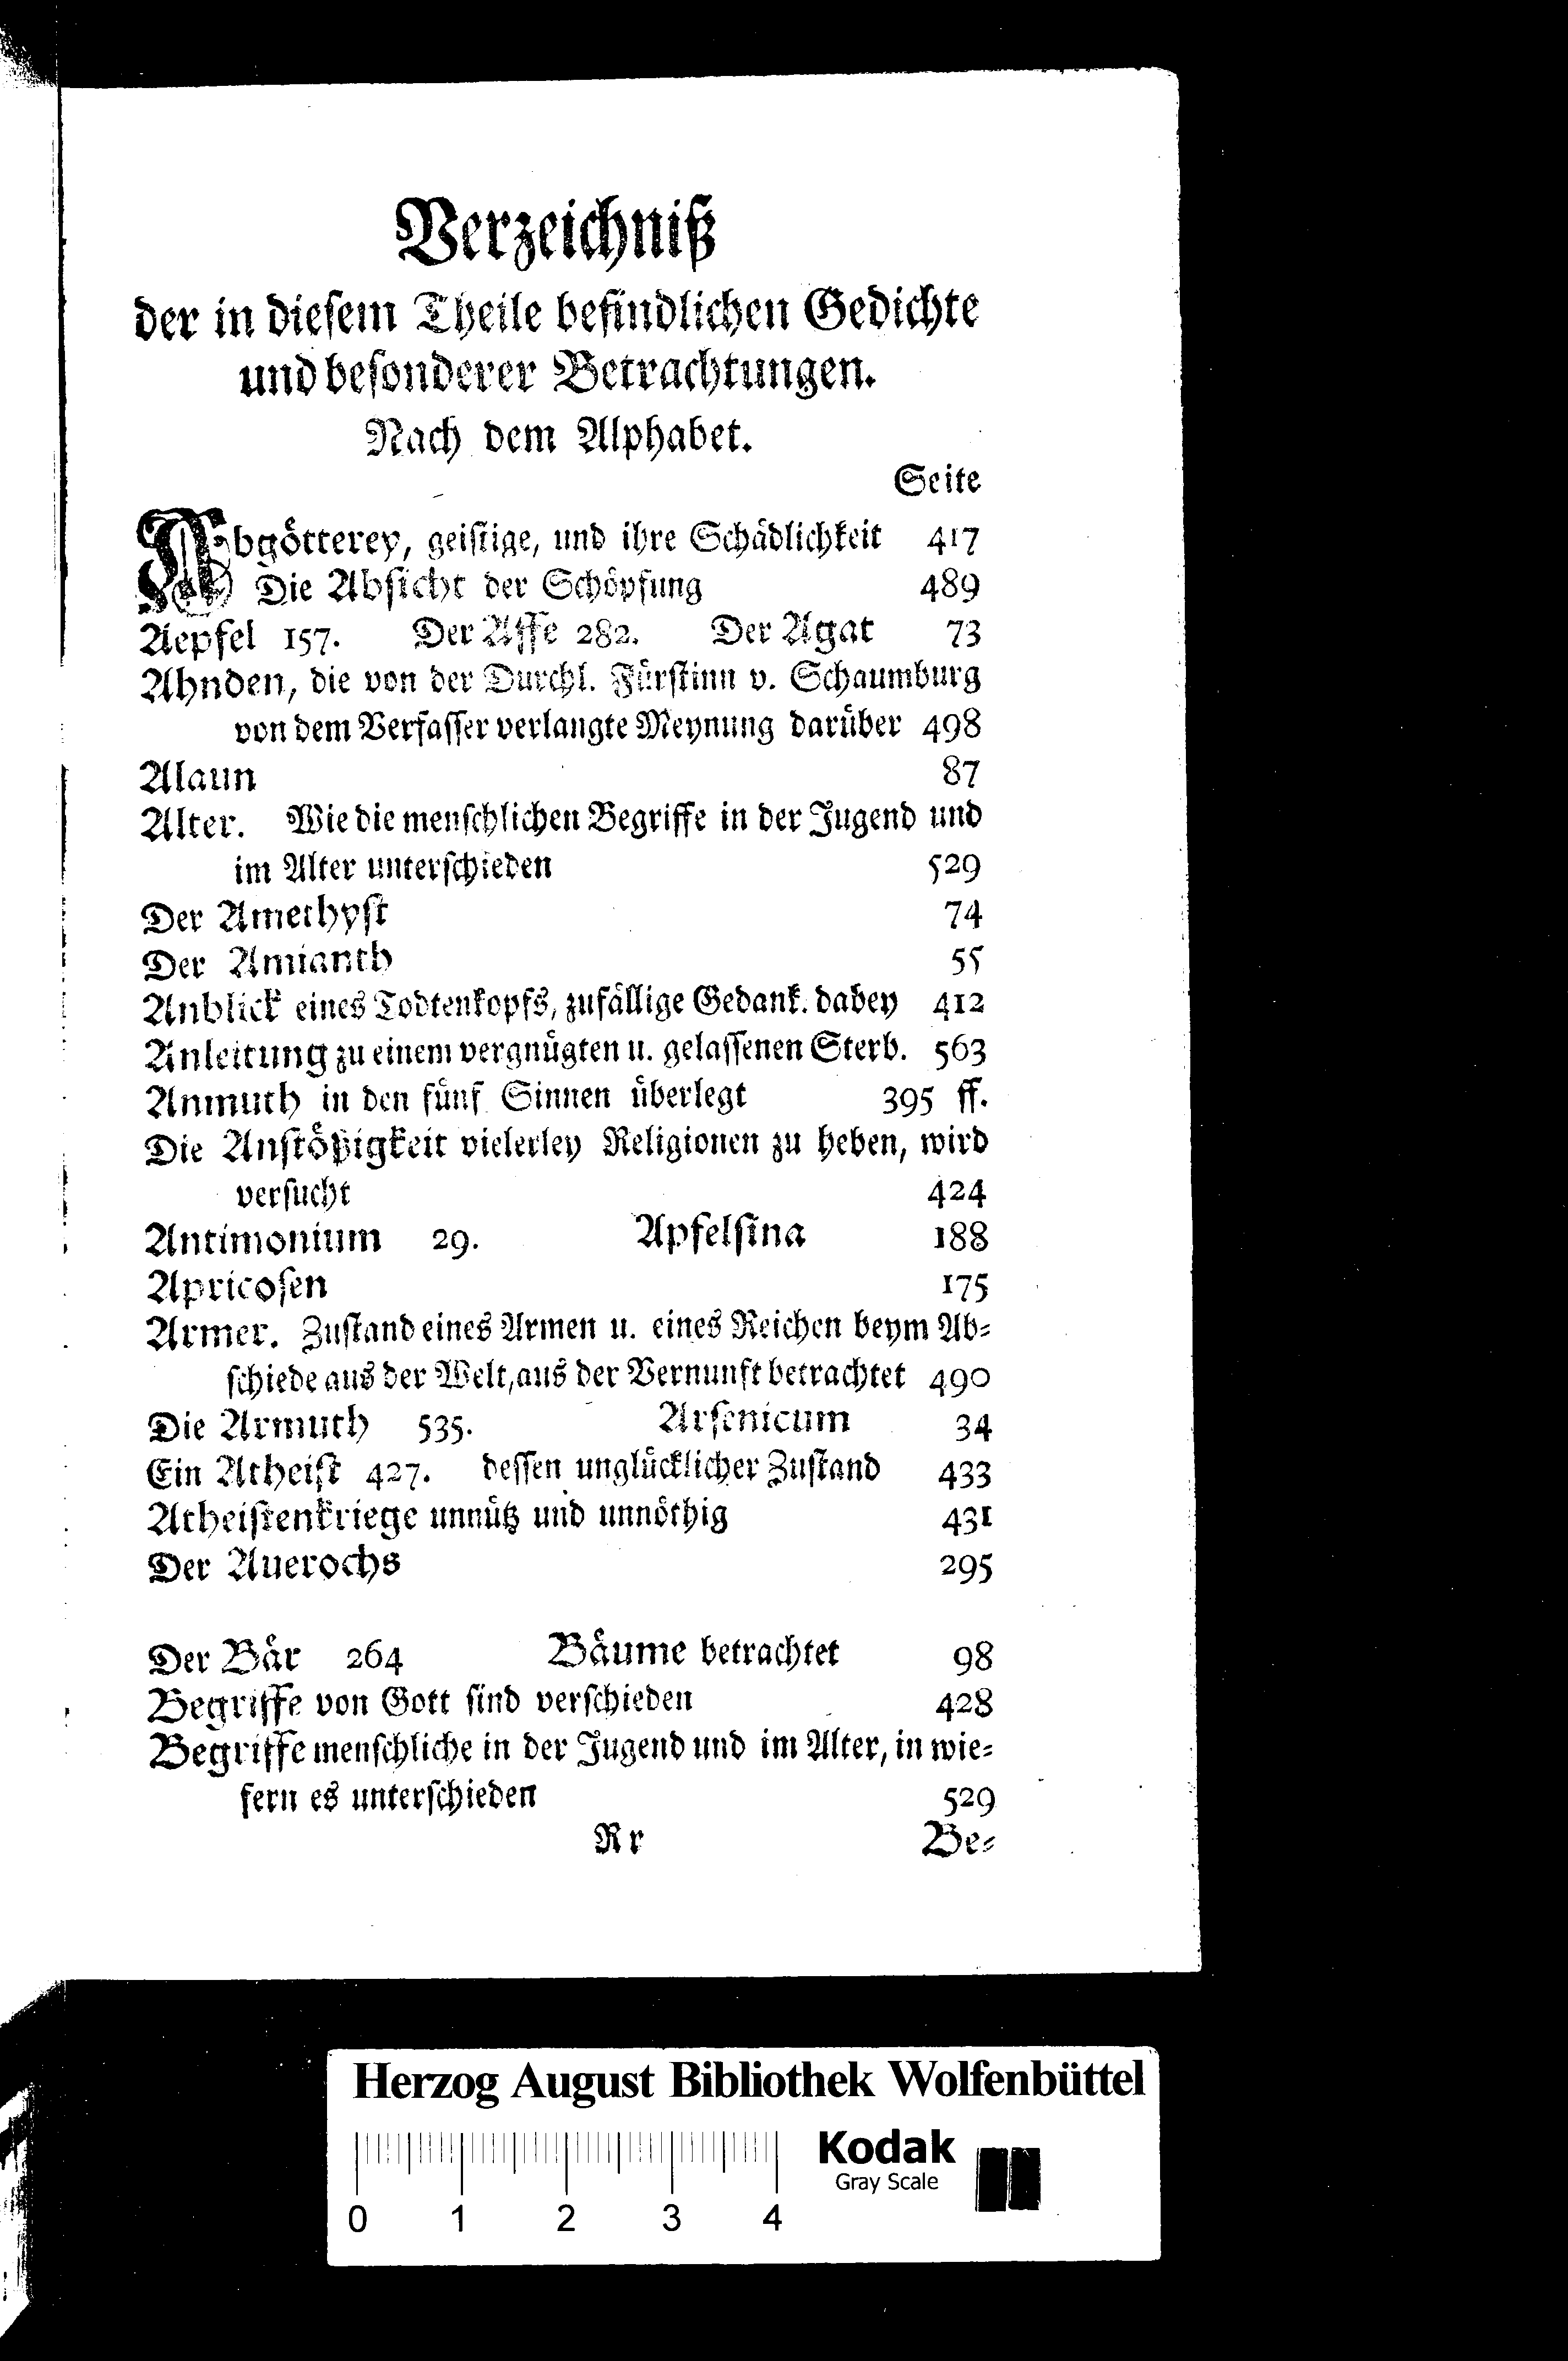 Verzeichniß
der in diesem Theile befindlichen Gedichte
und besonderer Betrachtungen.
Nach dem Alphabet.
Seite
Abgötterey, geistige, und ihre Schädlichkeit 417
Die Absicht der Schöpfung 489
Aepfel 157. Der Affe 282. Der Agat 73
Ahnden, die von der Durchl. Fürstinn v. Schaumburg
von dem Verfasser verlangte Meynung darüber 498
Alaun 87
Alter. Wie die menschlichen Begriffe in der Jugend und
im Alter unterschieden 529
Der Amethyst 74
Der Amianth 55
Anblick eines Todtenkopfs, zufällige Gedank. dabey 412
Anleitung zu einem vergnügten u. gelassenen Sterb. 563
Anmuth in den fünf Sinnen überlegt 395 ff.
Die Anstößigkeit vielerley Religionen zu heben, wird
versucht 424
Antimonium 29. Apfelsina 188
Apricosen 175
Armer. Zustand eines Armen u. eines Reichen beym Ab-
schiede aus der Welt, aus der Vernunft betrachtet 490
Die Armuth 535. Arsenicum 34
Ein Atheist 427. dessen unglücklicher Zustand 433
Atheistenkriege unnütz und unnöthig 431
Der Auerochs 295
Der Bär 264 Bäume betrachtet 98
Begriffe von Gott sind verschieden 428
Begriffe menschliche in der Jugend und im Alter, in wie-
fern es unterschieden 529
Rr Be-
Herzog August Bibliothek Wolfenbüttel
Kodak
Gray Scale
0 1 2 3 4